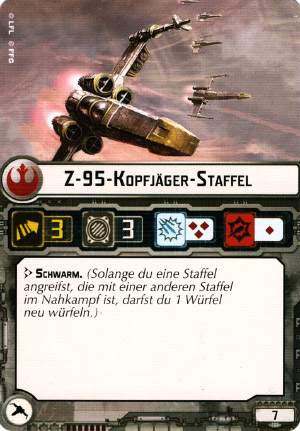 © LFL © FFG
Z-95-Kopfjäger-Staffel
3 3
Schwarm. (Solange du eine Staffel
angreifst, die mit einer anderen Staffel
im Nahkampf ist, darfst du 1 Würfel
neu würfeln.)
7